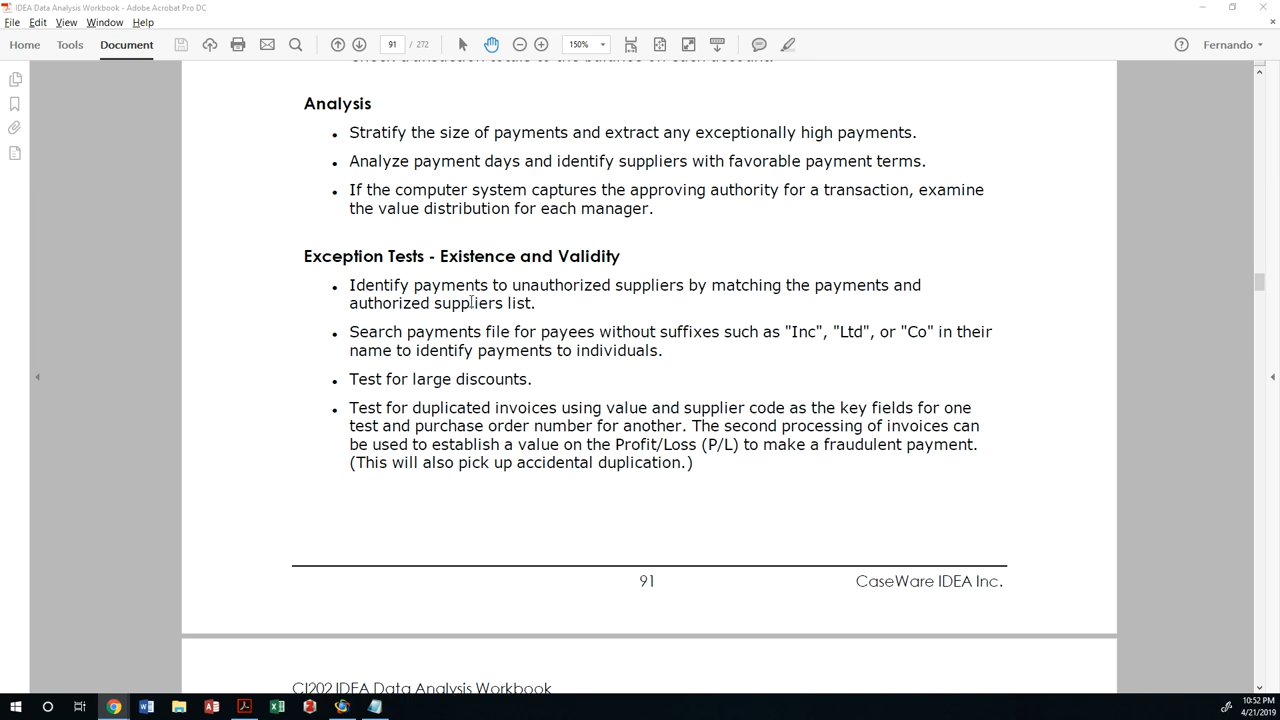 IDEA Data Analysis Workbook - Adobe Acrobat Pro DC
File Edit View Window Help
Home Tools Document 91 / 272 150% Fernando
Analysis
• Stratify the size of payments and extract any exceptionally high payments.
• Analyze payment days and identify suppliers with favorable payment terms.
• If the computer system captures the approving authority for a transaction, examine
the value distribution for each manager.
Exception Tests - Existence and Validity
• Identify payments to unauthorized suppliers by matching the payments and
authorized suppliers list.
• Search payments file for payees without suffixes such as "Inc", "Ltd", or "Co" in their
name to identify payments to individuals.
• Test for large discounts.
• Test for duplicated invoices using value and supplier code as the key fields for one
test and purchase order number for another. The second processing of invoices can
be used to establish a value on the Profit/Loss (P/L) to make a fraudulent payment.
(This will also pick up accidental duplication.)
91 CaseWare IDEA Inc.
CI202 IDEA Data Analysis Workbook
10:52 PM
4/21/2019